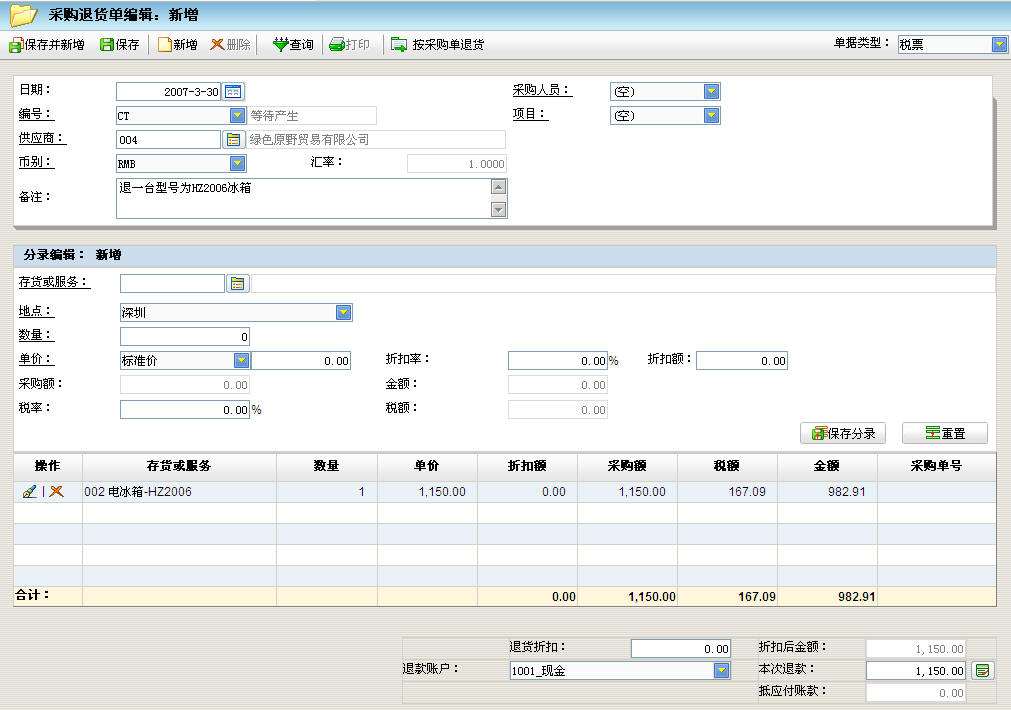 采购退货单编辑：新增
保存并新增 保存 新增 删除 查询 打印 按采购单退货 单据类型： 税票
日期： 2007-3-30 采购人员： (空)
编号： CT 等待产生 项目： (空)
供应商： 004 绿色原野贸易有限公司
币别： RMB 汇率： 1.0000
备注： 退一台型号为HZ2006冰箱
分录编辑： 新增
存货或服务：
地点： 深圳
数量： 0
单价： 标准价 0.00 折扣率： 0.00 % 折扣额： 0.00
采购额： 0.00 金额： 0.00
税率： 0.00 % 税额： 0.00
保存分录 重置
操作 存货或服务 数量 单价 折扣额 采购额 税额 金额 采购单号
| 002 电冰箱-HZ2006 1 1,150.00 0.00 1,150.00 167.09 982.91
合计： 0.00 1,150.00 167.09 982.91
退货折扣： 0.00 折扣后金额： 1,150.00
退款账户： 1001_现金 本次退款： 1,150.00
抵应付账款： 0.00